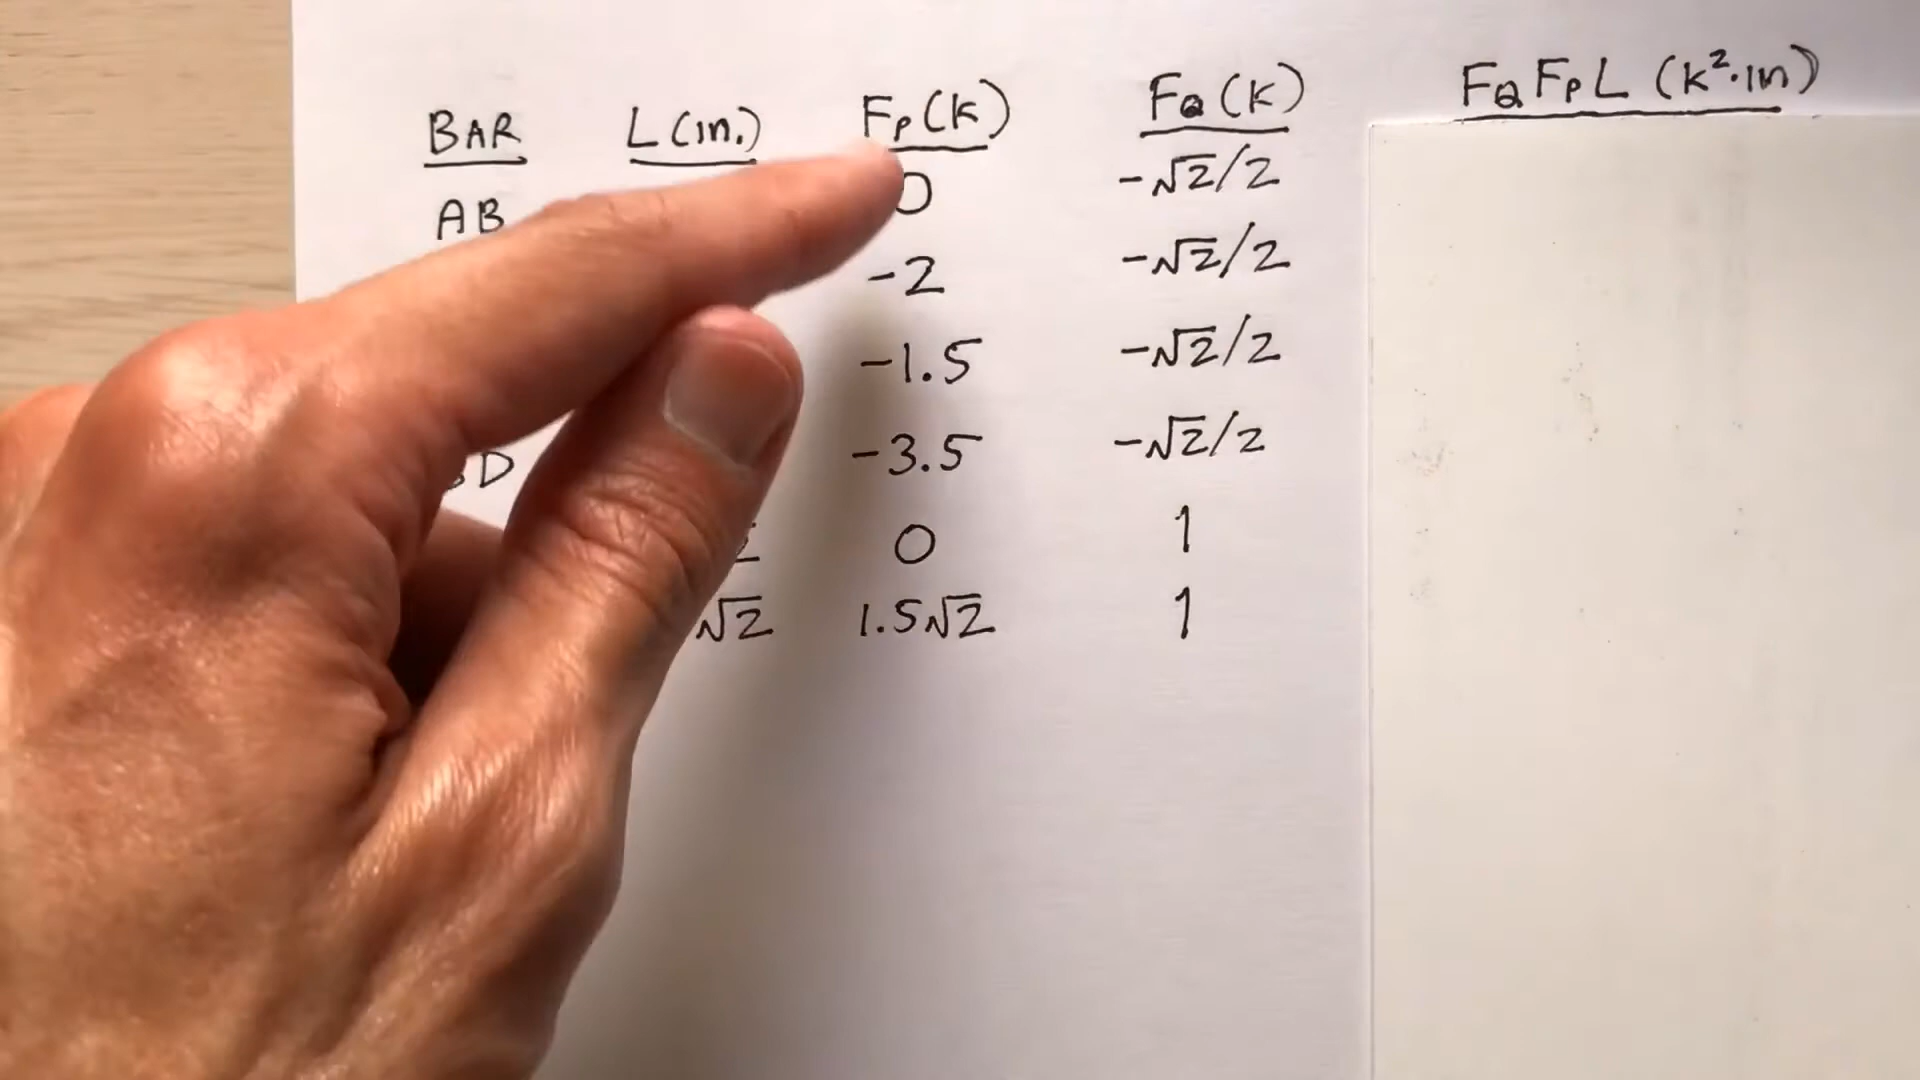 BAR L (in.) Fp (k) FQ (k) FQ Fp L (k²·in)
AB 0 -√2/2
-2 -√2/2
-1.5 -√2/2
D -3.5 -√2/2
0 1
√2 1.5√2 1